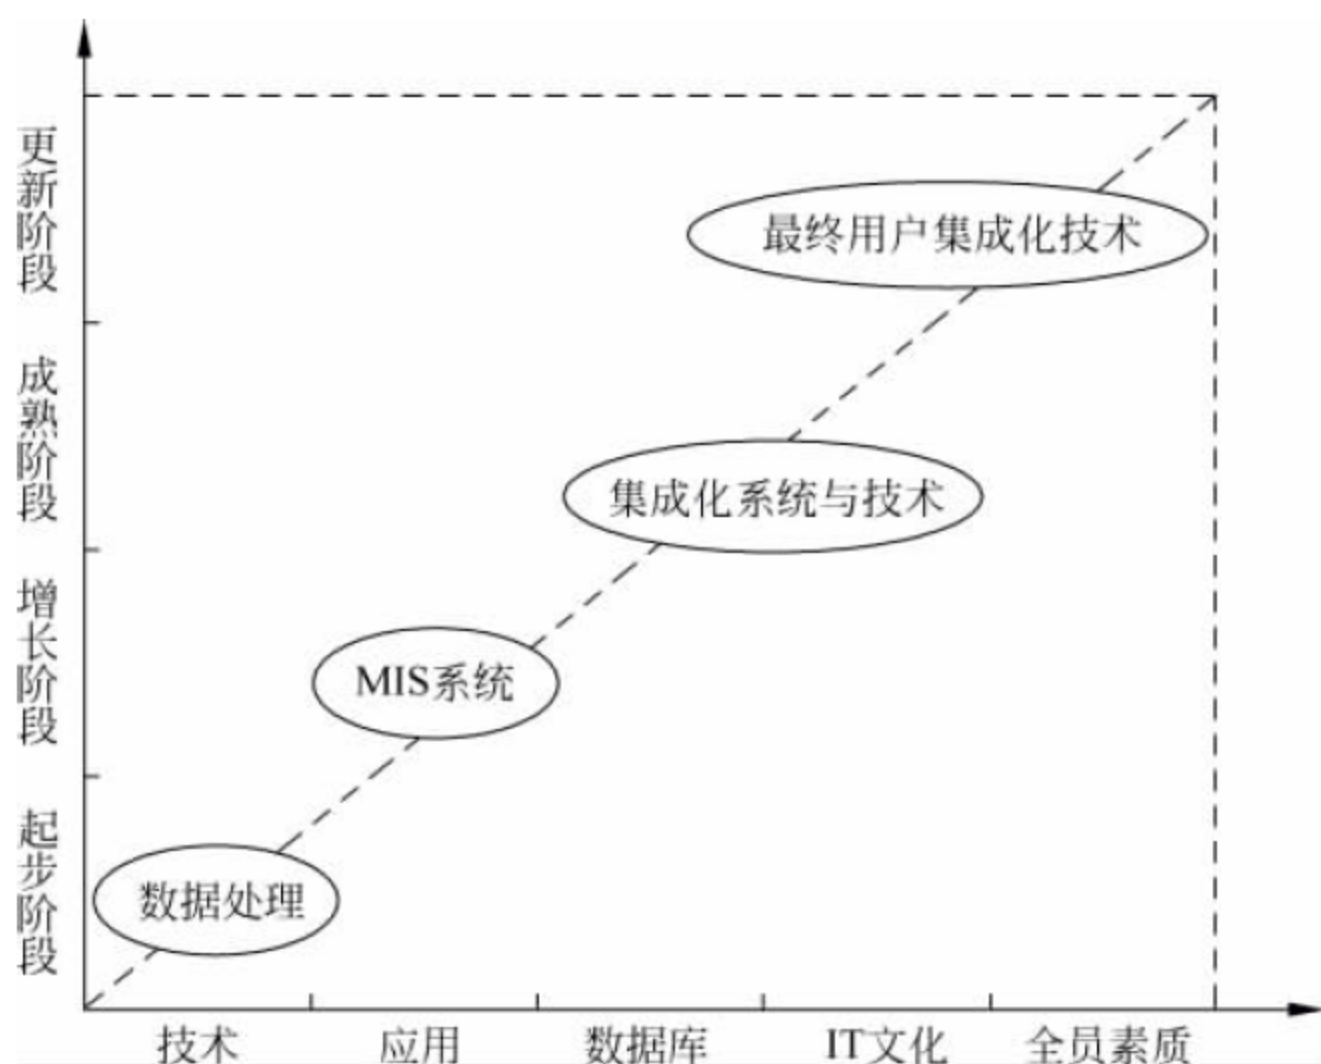 更新阶段
最终用户集成化技术
成熟阶段
集成化系统与技术
增长阶段
MIS系统
起步阶段
数据处理
技术 应用 数据库 IT文化 全员素质